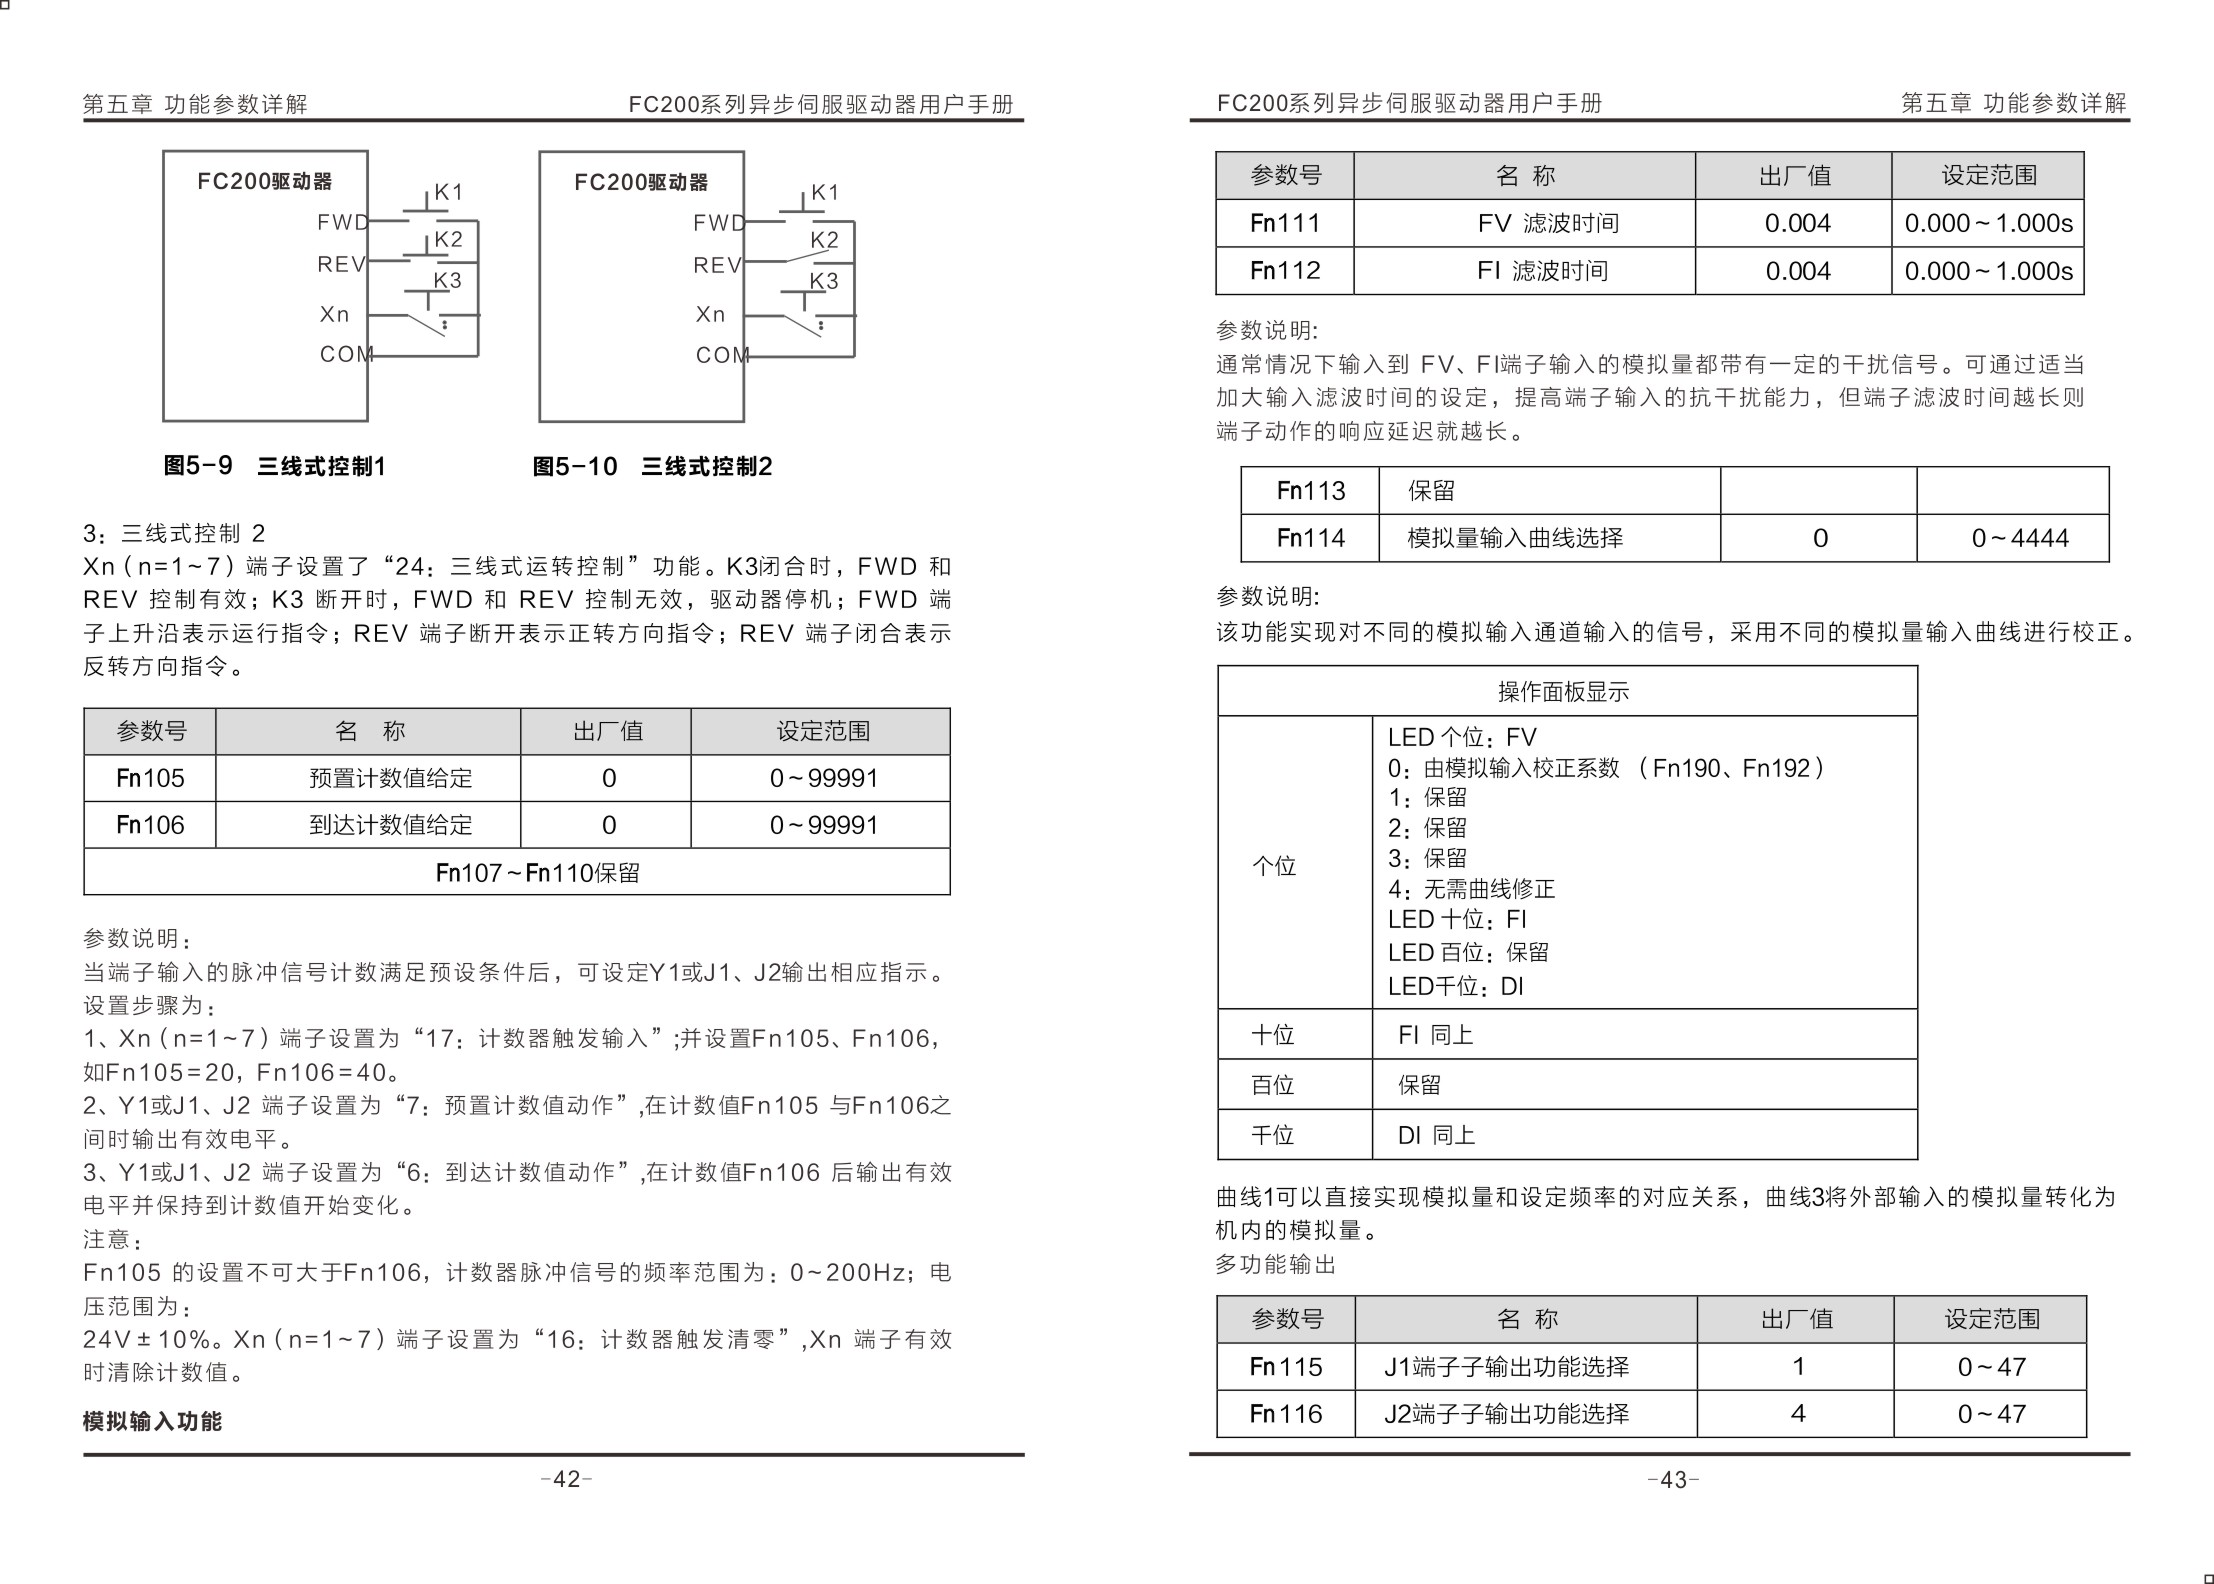 第五章 功能参数详解 FC200系列异步伺服驱动器用户手册
FC200驱动器
K1
FWD
K2
REV
K3
Xn
COM
FC200驱动器
K1
FWD
K2
REV
K3
Xn
COM
图5-9 三线式控制1 图5-10 三线式控制2
3：三线式控制 2
Xn（n=1~7）端子设置了“24：三线式运转控制”功能。K3闭合时，FWD 和
REV 控制有效；K3 断开时，FWD 和 REV 控制无效，驱动器停机；FWD 端
子上升沿表示运行指令；REV 端子断开表示正转方向指令；REV 端子闭合表示
反转方向指令。
参数号 名 称 出厂值 设定范围
Fn105 预置计数值给定 0 0~99991
Fn106 到达计数值给定 0 0~99991
Fn107~Fn110保留
参数说明：
当端子输入的脉冲信号计数满足预设条件后，可设定Y1或J1、J2输出相应指示。
设置步骤为：
1、Xn（n=1~7）端子设置为“17：计数器触发输入”;并设置Fn105、Fn106，
如Fn105=20，Fn106=40。
2、Y1或J1、J2 端子设置为“7：预置计数值动作”,在计数值Fn105 与Fn106之
间时输出有效电平。
3、Y1或J1、J2 端子设置为“6：到达计数值动作”,在计数值Fn106 后输出有效
电平并保持到计数值开始变化。
注意：
Fn105 的设置不可大于Fn106，计数器脉冲信号的频率范围为：0~200Hz；电
压范围为：
24V±10%。Xn（n=1~7）端子设置为“16：计数器触发清零”,Xn 端子有效
时清除计数值。
模拟输入功能
-42-
FC200系列异步伺服驱动器用户手册 第五章 功能参数详解
参数号 名 称 出厂值 设定范围
Fn111 FV 滤波时间 0.004 0.000~1.000s
Fn112 FI 滤波时间 0.004 0.000~1.000s
参数说明:
通常情况下输入到 FV、FI端子输入的模拟量都带有一定的干扰信号。可通过适当
加大输入滤波时间的设定，提高端子输入的抗干扰能力，但端子滤波时间越长则
端子动作的响应延迟就越长。
Fn113 保留
Fn114 模拟量输入曲线选择 0 0~4444
参数说明:
该功能实现对不同的模拟输入通道输入的信号，采用不同的模拟量输入曲线进行校正。
操作面板显示
个位
LED 个位：FV
0：由模拟输入校正系数 （Fn190、Fn192）
1：保留
2：保留
3：保留
4：无需曲线修正
LED 十位：FI
LED 百位：保留
LED千位：DI
十位 FI 同上
百位 保留
千位 DI 同上
曲线1可以直接实现模拟量和设定频率的对应关系，曲线3将外部输入的模拟量转化为
机内的模拟量。
多功能输出
参数号 名 称 出厂值 设定范围
Fn115 J1端子子输出功能选择 1 0~47
Fn116 J2端子子输出功能选择 4 0~47
-43-